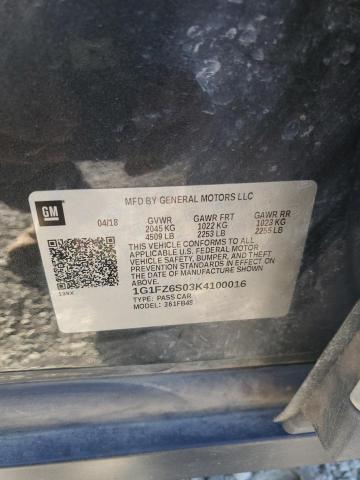 GM
MFD BY GENERAL MOTORS LLC
04/18 GVWR GAWR FRT GAWR RR
2045 KG 1022 KG 1023 KG
4509 LB 2253 LB 2255 LB
THIS VEHICLE CONFORMS TO ALL
APPLICABLE U.S. FEDERAL MOTOR
VEHICLE SAFETY, BUMPER, AND THEFT
PREVENTION STANDARDS IN EFFECT ON THE
DATE OF MANUFACTURE SHOWN ABOVE.
1G1FZ6S03K4100016
TYPE: PASS CAR
MODEL: 361FB48